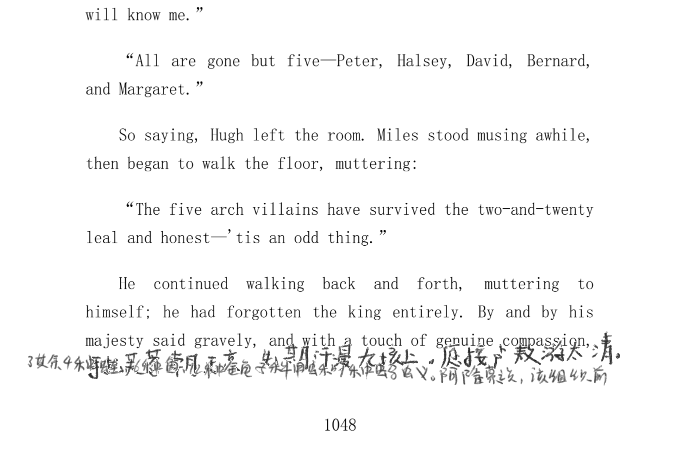 will know me.”
“All are gone but five—Peter, Halsey, David, Bernard,
and Margaret.”
So saying, Hugh left the room. Miles stood musing awhile,
then began to walk the floor, muttering:
“The five arch villains have survived the two-and-twenty
leal and honest—’tis an odd thing.”
He continued walking back and forth, muttering to
himself; he had forgotten the king entirely. By and by his
majesty said gravely, and with a touch of genuine compassion,
1048